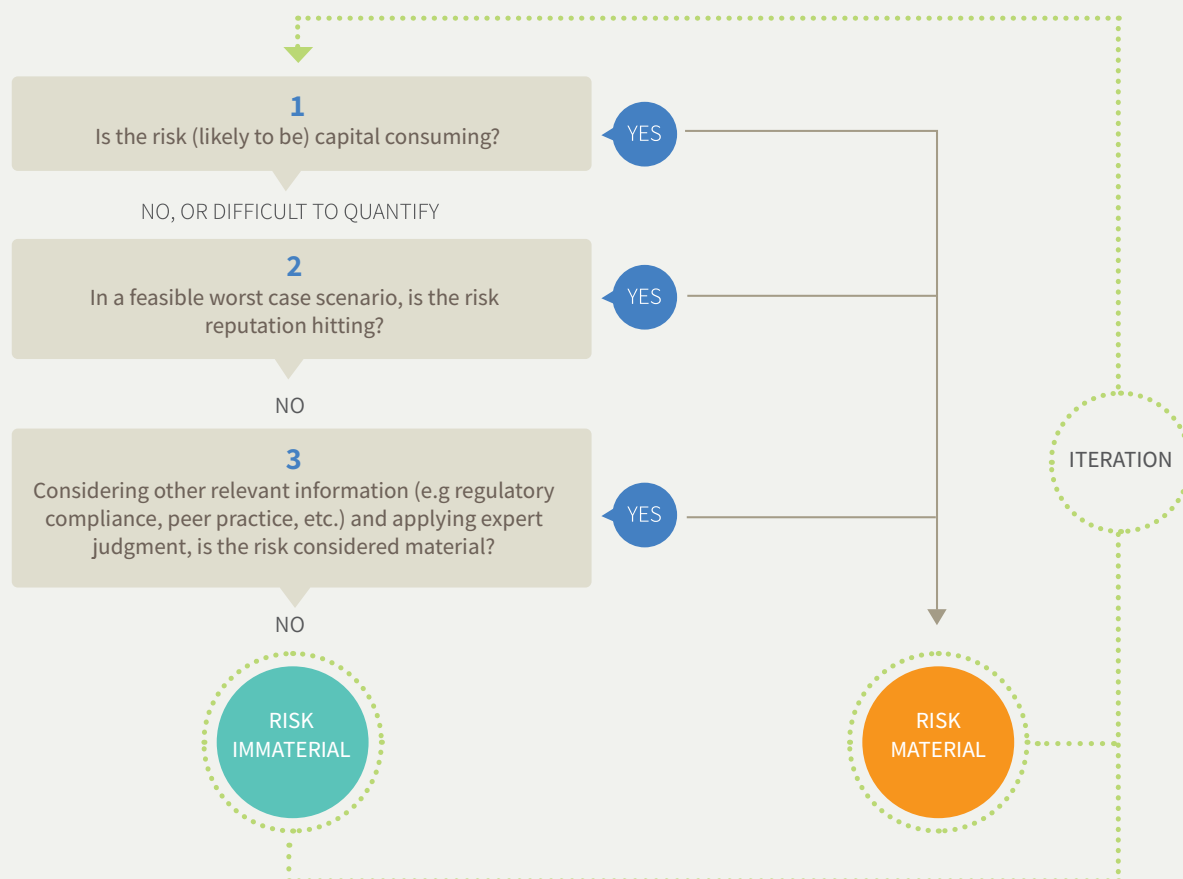 1
Is the risk (likely to be) capital consuming?
YES
NO, OR DIFFICULT TO QUANTIFY
2
In a feasible worst case scenario, is the risk
reputation hitting?
YES
NO
3
Considering other relevant information (e.g regulatory
compliance, peer practice, etc.) and applying expert
judgment, is the risk considered material?
YES
ITERATION
NO
RISK
IMMATERIAL
RISK
MATERIAL